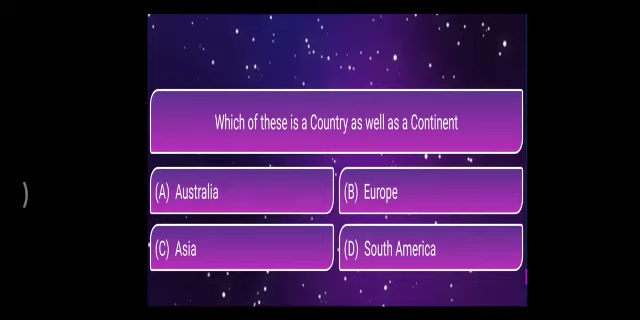 Which of these is a Country as well as a Continent
(A) Australia
(B) Europe
(C) Asia
(D) South America